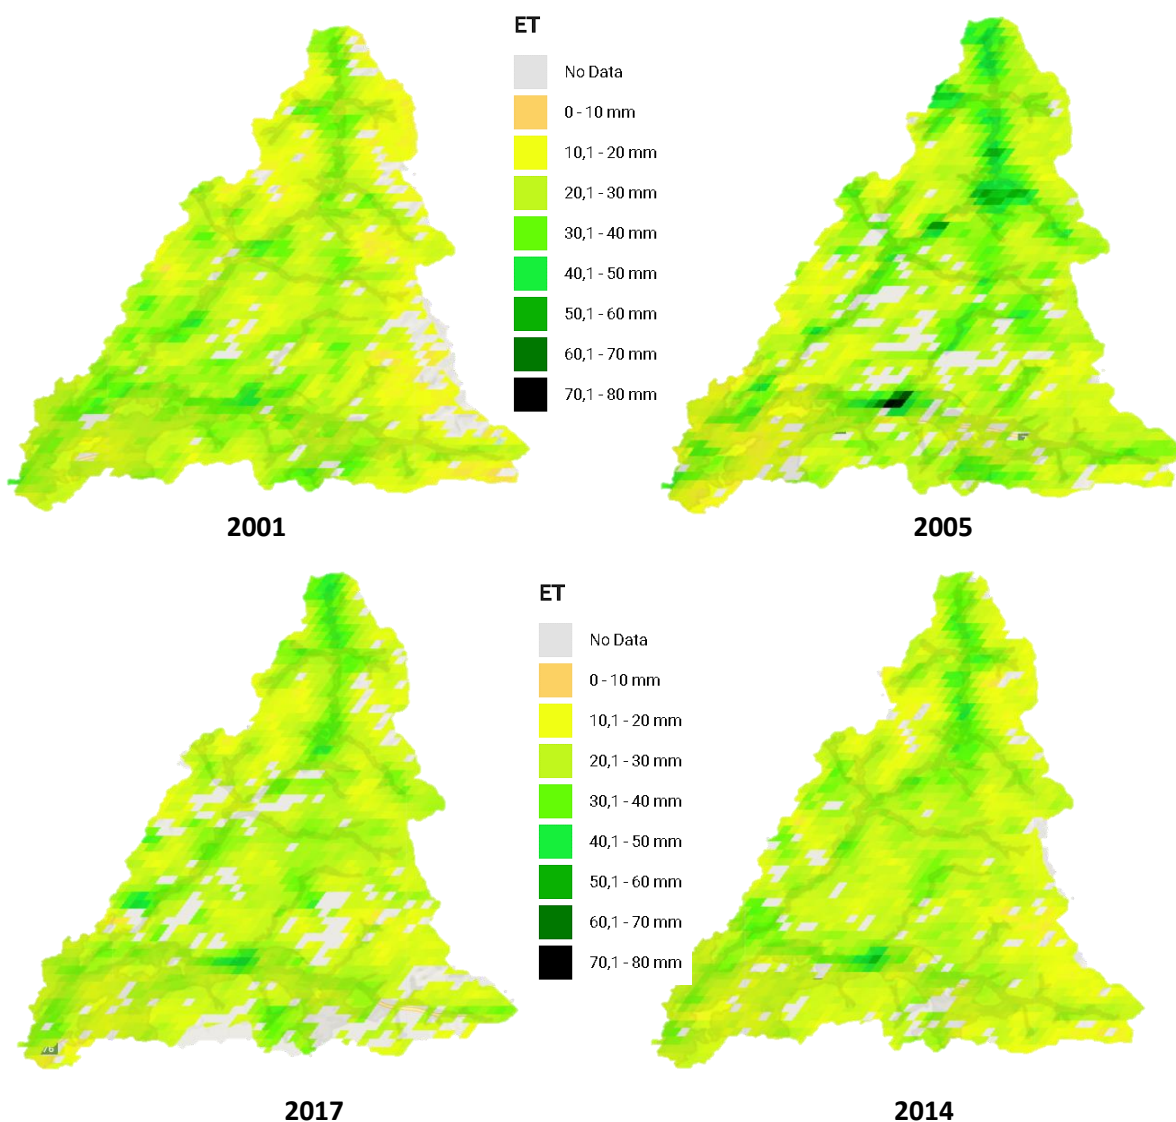 ET
No Data
0 - 10 mm
10,1 - 20 mm
20,1 - 30 mm
30,1 - 40 mm
40,1 - 50 mm
50,1 - 60 mm
60,1 - 70 mm
70,1 - 80 mm
2001
2005
ET
No Data
0 - 10 mm
10,1 - 20 mm
20,1 - 30 mm
30,1 - 40 mm
40,1 - 50 mm
50,1 - 60 mm
60,1 - 70 mm
70,1 - 80 mm
2017
2014